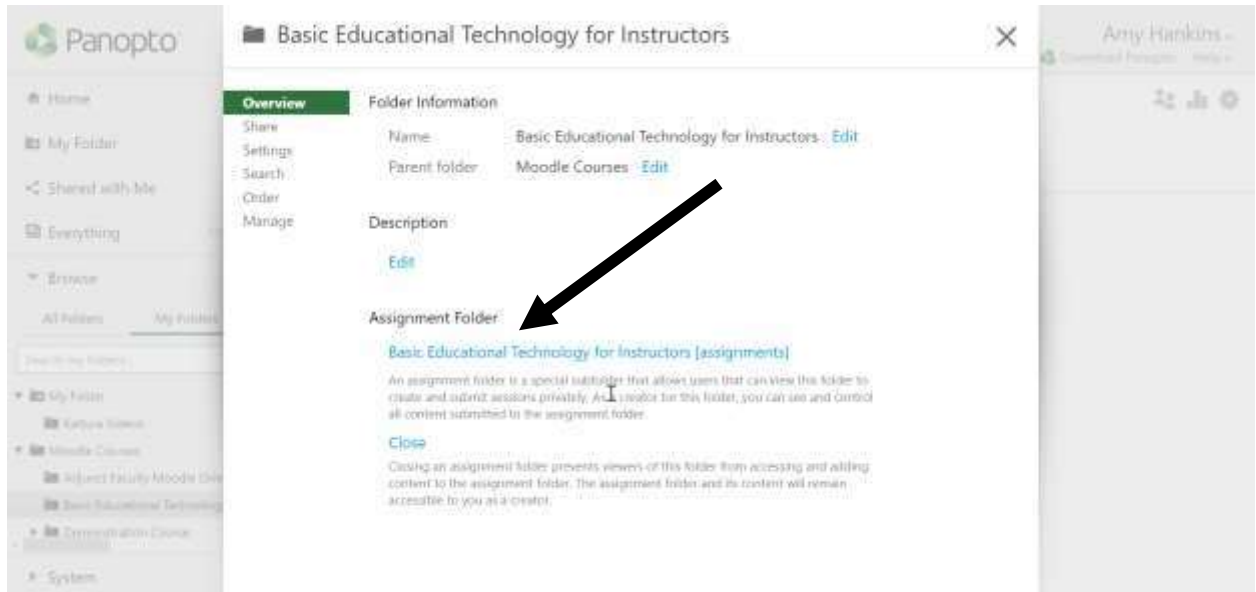 Panopto
Basic Educational Technology for Instructors
Amy Hankins
Download Panopto Help
Home
My Folder
Shared with Me
Everything
Browse
All Folders My Folders
My Folder
Moodle Courses
System
Overview
Share
Settings
Search
Order
Manage
Folder Information
Name Basic Educational Technology for Instructors Edit
Parent folder Moodle Courses Edit
Description
Edit
Assignment Folder
Basic Educational Technology for Instructors [assignments]
An assignment folder is a special subfolder that allows users that can view this folder to
create and submit sessions privately. As a creator for this folder, you can see and control
all content submitted to the assignment folder.
Close
Closing an assignment folder prevents viewers of this folder from accessing and adding
content to the assignment folder. The assignment folder and its content will remain
accessible to you as a creator.